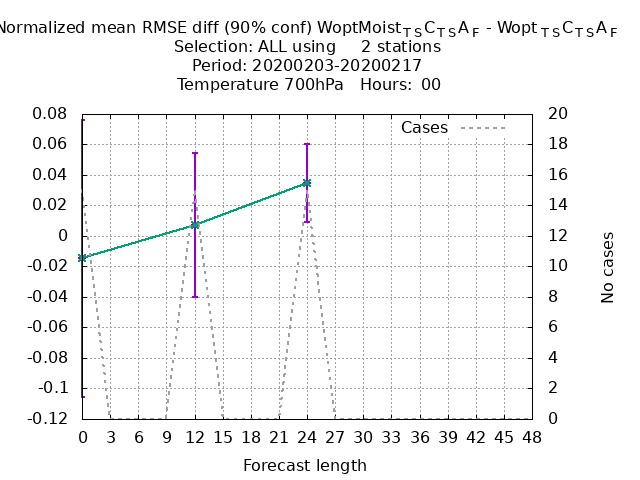 Normalized mean RMSE diff (90% conf) WoptMoist_TSC_TSA_F - Wopt_TSC_TSA_F
Selection: ALL using 2 stations
Period: 20200203-20200217
Temperature 700hPa Hours: 00
Cases
0.08
0.06
0.04
0.02
0
-0.02
-0.04
-0.06
-0.08
-0.1
-0.12
20
18
16
14
12
10
8
6
4
2
0
No cases
0 3 6 9 12 15 18 21 24 27 30 33 36 39 42 45 48
Forecast length